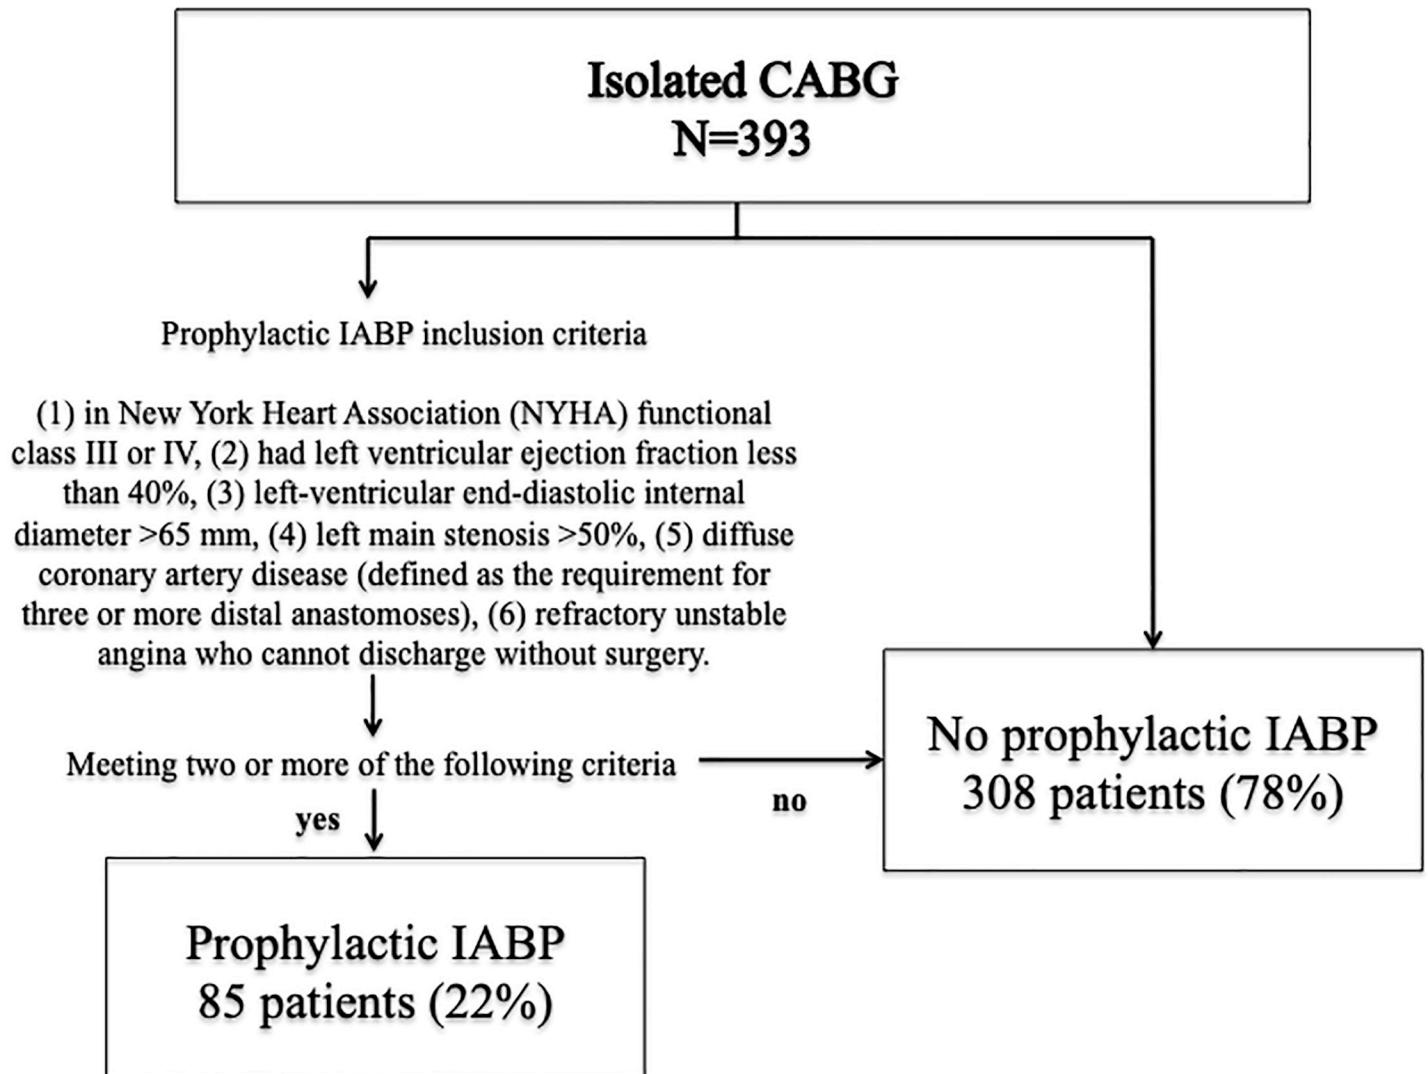 Isolated CABG
N=393
Prophylactic IABP inclusion criteria
(1) in New York Heart Association (NYHA) functional
class III or IV, (2) had left ventricular ejection fraction less
than 40%, (3) left-ventricular end-diastolic internal
diameter >65 mm, (4) left main stenosis >50%, (5) diffuse
coronary artery disease (defined as the requirement for
three or more distal anastomoses), (6) refractory unstable
angina who cannot discharge without surgery.
Meeting two or more of the following criteria
no
yes
No prophylactic IABP
308 patients (78%)
Prophylactic IABP
85 patients (22%)